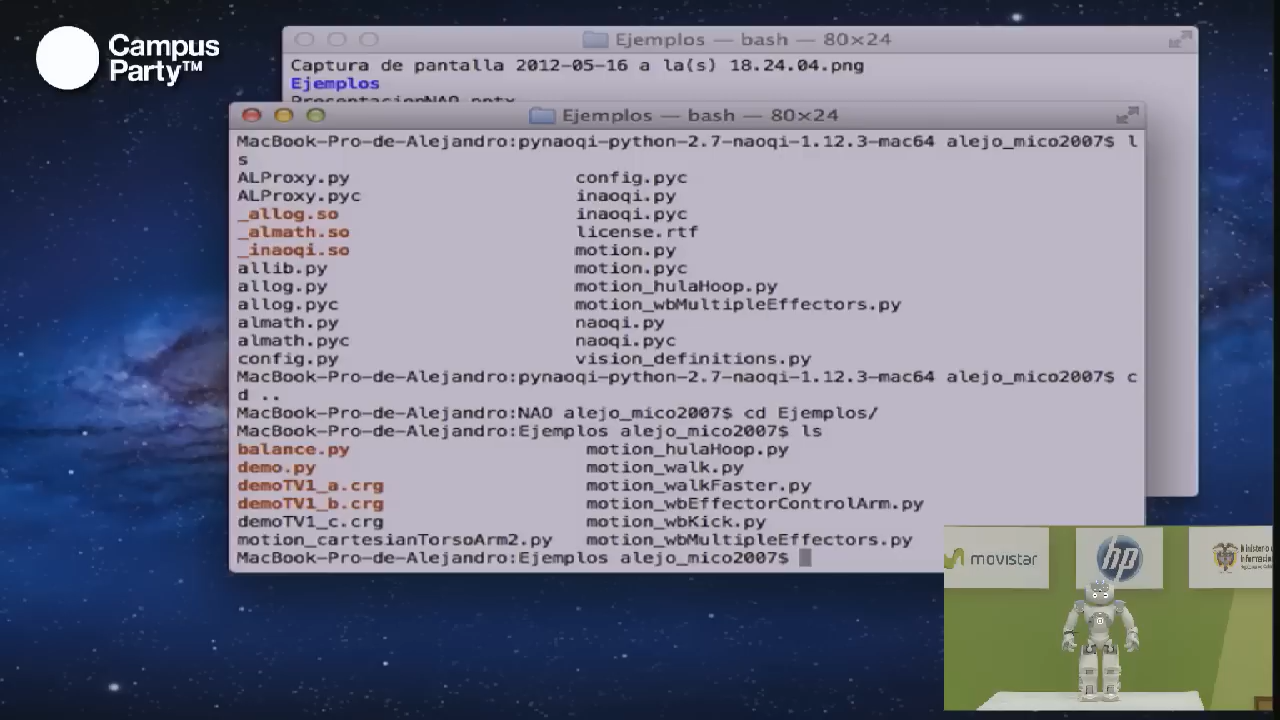 Campus
Party™
Ejemplos — bash — 80×24
Captura de pantalla 2012-05-16 a la(s) 18.24.04.png
Ejemplos
PresentacionNAO.pptx
Ejemplos — bash — 80×24
MacBook-Pro-de-Alejandro:pynaoqi-python-2.7-naoqi-1.12.3-mac64 alejo_mico2007$ l
s
ALProxy.py config.pyc
ALProxy.pyc inaoqi.py
_allog.so inaoqi.pyc
_almath.so license.rtf
_inaoqi.so motion.py
allib.py motion.pyc
allog.py motion_hulaHoop.py
allog.pyc motion_wbMultipleEffectors.py
almath.py naoqi.py
almath.pyc naoqi.pyc
config.py vision_definitions.py
MacBook-Pro-de-Alejandro:pynaoqi-python-2.7-naoqi-1.12.3-mac64 alejo_mico2007$ c
d ..
MacBook-Pro-de-Alejandro:NAO alejo_mico2007$ cd Ejemplos/
MacBook-Pro-de-Alejandro:Ejemplos alejo_mico2007$ ls
balance.py motion_hulaHoop.py
demo.py motion_walk.py
demoTV1_a.crg motion_walkFaster.py
demoTV1_b.crg motion_wbEffectorControlArm.py
demoTV1_c.crg motion_wbKick.py
motion_cartesianTorsoArm2.py motion_wbMultipleEffectors.py
MacBook-Pro-de-Alejandro:Ejemplos alejo_mico2007$
movistar
hp
Ministerio